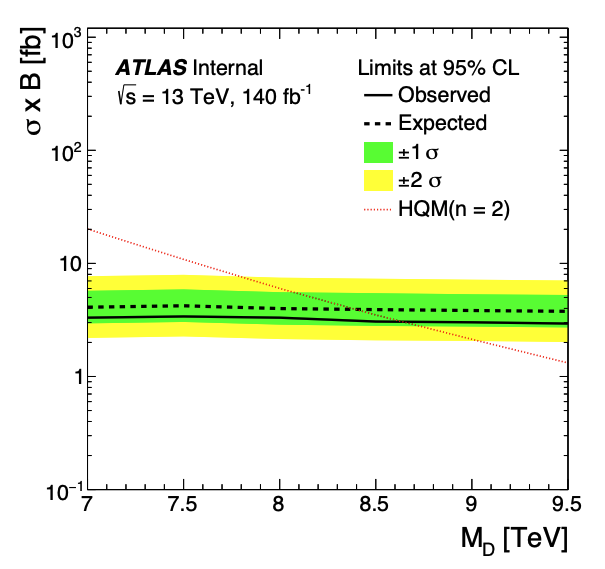 σ x B [fb]
10³
10²
10
1
10⁻¹
ATLAS Internal
√s = 13 TeV, 140 fb⁻¹
Limits at 95% CL
Observed
Expected
±1 σ
±2 σ
HQM(n = 2)
7 7.5 8 8.5 9 9.5
M_D [TeV]